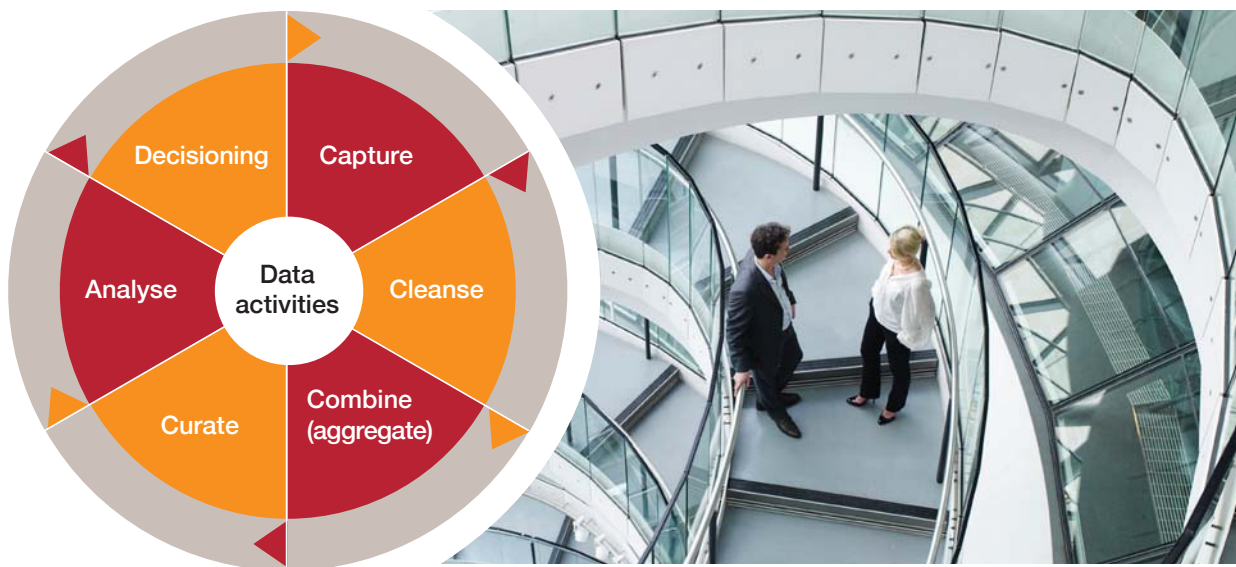 Data
activities
Capture
Cleanse
Combine
(aggregate)
Curate
Analyse
Decisioning